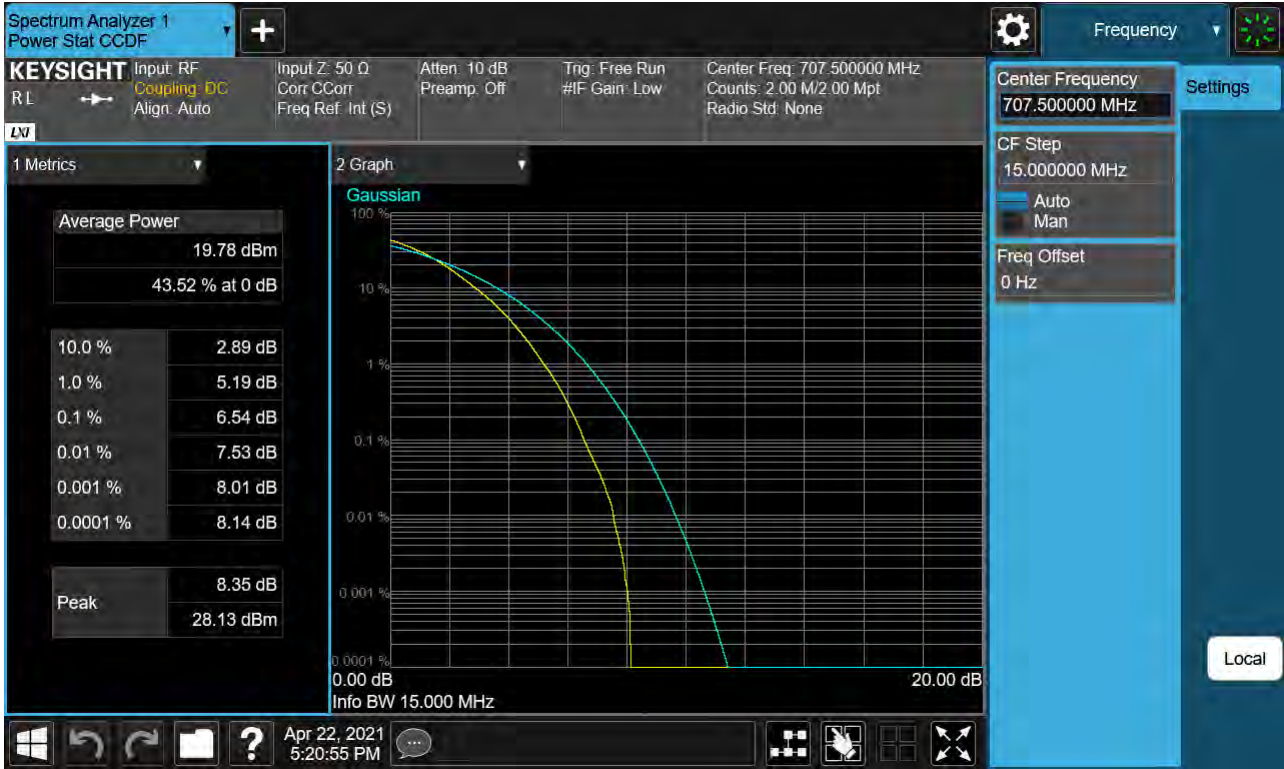 Spectrum Analyzer 1
Power Stat CCDF
Frequency
KEYSIGHT
R L
LXI
Input: RF
Coupling: DC
Align: Auto
Input Z: 50 Ω
Corr CCorr
Freq Ref: Int (S)
Atten: 10 dB
Preamp: Off
Trig: Free Run
#IF Gain: Low
Center Freq: 707.500000 MHz
Counts: 2.00 M/2.00 Mpt
Radio Std: None
Center Frequency
707.500000 MHz
Settings
CF Step
15.000000 MHz
Auto
Man
Freq Offset
0 Hz
Local
1 Metrics
Average Power
19.78 dBm
43.52 % at 0 dB
10.0 % 2.89 dB
1.0 % 5.19 dB
0.1 % 6.54 dB
0.01 % 7.53 dB
0.001 % 8.01 dB
0.0001 % 8.14 dB
Peak
8.35 dB
28.13 dBm
2 Graph
Gaussian
100 %
10 %
1 %
0.1 %
0.01 %
0.001 %
0.0001 %
0.00 dB 20.00 dB
Info BW 15.000 MHz
?
Apr 22, 2021
5:20:55 PM